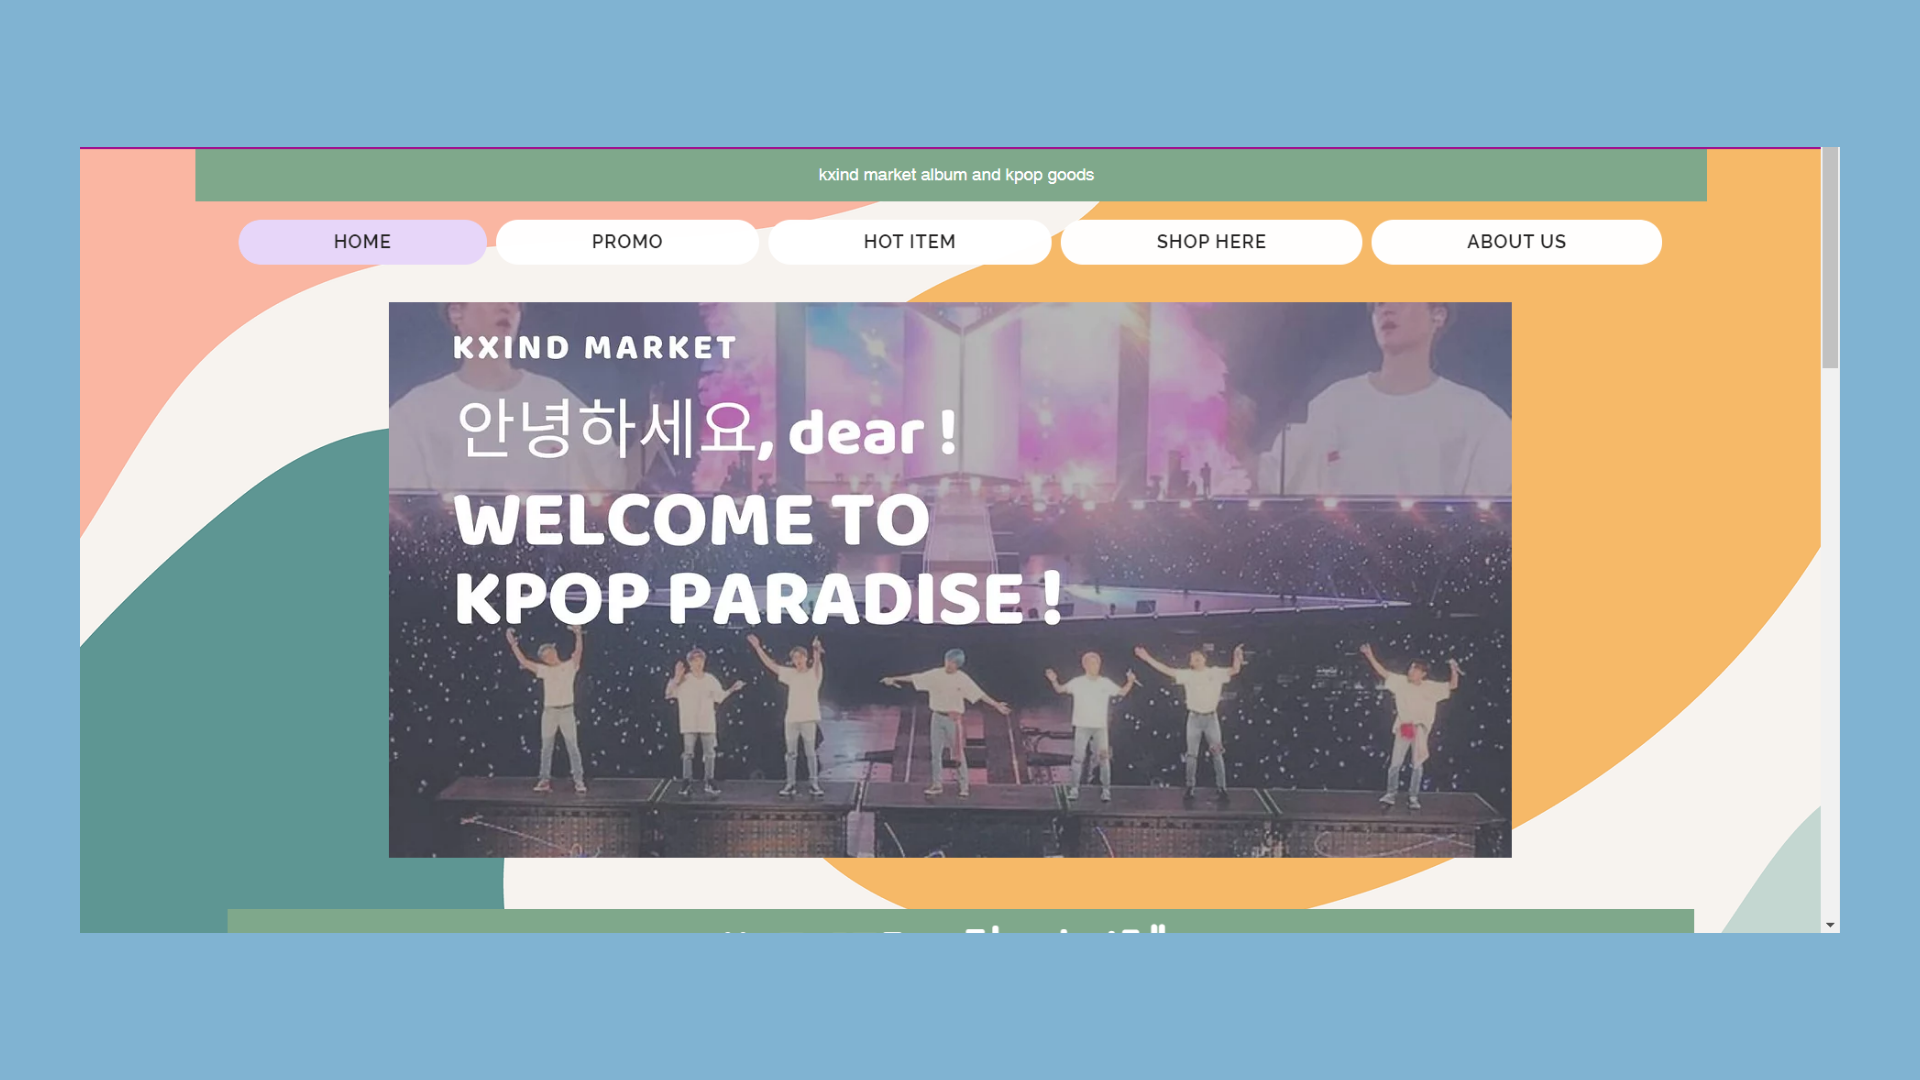 kxind market album and kpop goods
HOME
PROMO
HOT ITEM
SHOP HERE
ABOUT US
KXIND MARKET
안녕하세요, dear !
WELCOME TO
KPOP PARADISE !